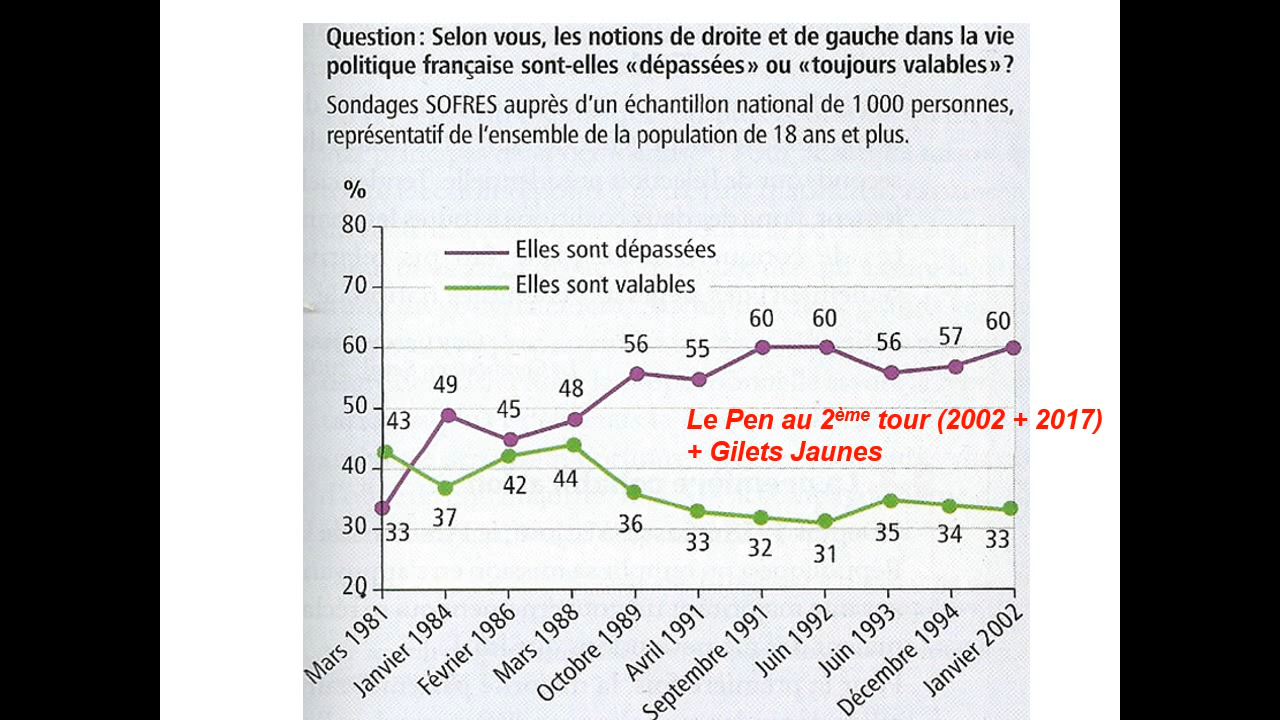 Question : Selon vous, les notions de droite et de gauche dans la vie
politique française sont-elles « dépassées » ou « toujours valables » ?
Sondages SOFRES auprès d'un échantillon national de 1 000 personnes,
représentatif de l'ensemble de la population de 18 ans et plus.
%
80
Elles sont dépassées
70
Elles sont valables
60
60 60 56 57 60
56 55
50
49 45 48
43
Le Pen au 2ème tour (2002 + 2017)
+ Gilets Jaunes
40
37 42 44
36
33 32 31 35 34 33
33
30
20
Mars 1981
Janvier 1984
Février 1986
Mars 1988
Octobre 1989
Avril 1991
Septembre 1991
Juin 1992
Juin 1993
Décembre 1994
Janvier 2002